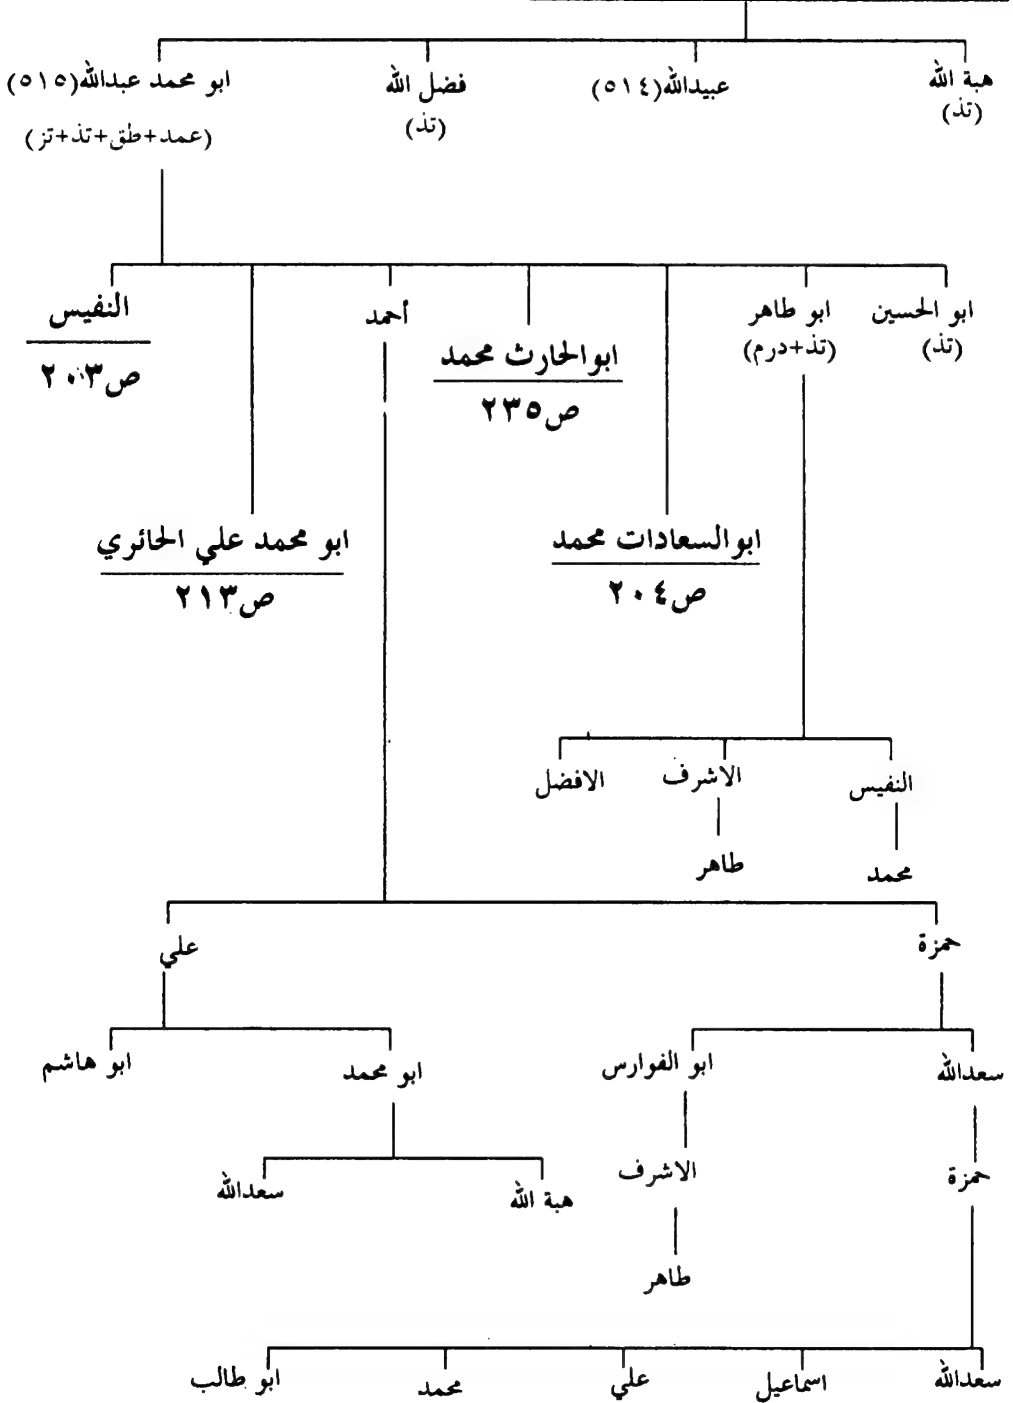 هبة الله
(تذ)
عبيدالله(٥١٤)
فضل الله
(تذ)
ابو محمد عبدالله(٥١٥)
(عمد+طق+تذ+تز)
ابو الحسين
(تذ)
ابو طاهر
(تذ+درم)
ابوالسعادات محمد
ص٢٠٤
ابوالحارث محمد
ص٢٣٥
أحمد
ابو محمد علي الحائري
ص٢١٣
النفيس
ص٢٠٣
النفيس
الاشرف
الافضل
محمد
طاهر
حمزة
علي
سعدالله
ابو الفوارس
ابو محمد
ابو هاشم
حمزة
الاشرف
هبة الله
سعدالله
طاهر
سعدالله
اسماعيل
علي
محمد
ابو طالب